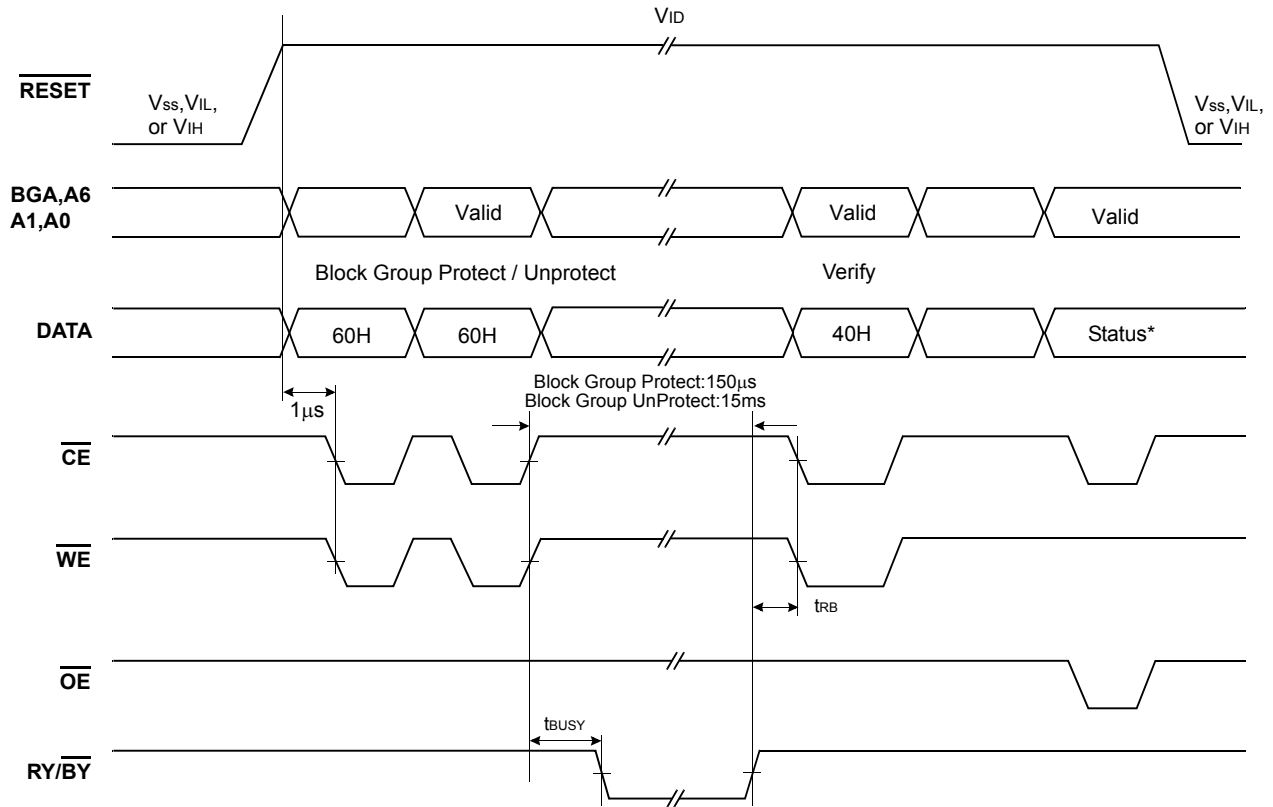 VID
RESET
Vss,VIL,
or VIH
Vss,VIL,
or VIH
BGA,A6
A1,A0
Valid
Valid
Valid
Block Group Protect / Unprotect
Verify
DATA
60H
60H
40H
Status*
1μs
Block Group Protect:150μs
Block Group UnProtect:15ms
CE
WE
tRB
OE
tBUSY
RY/BY